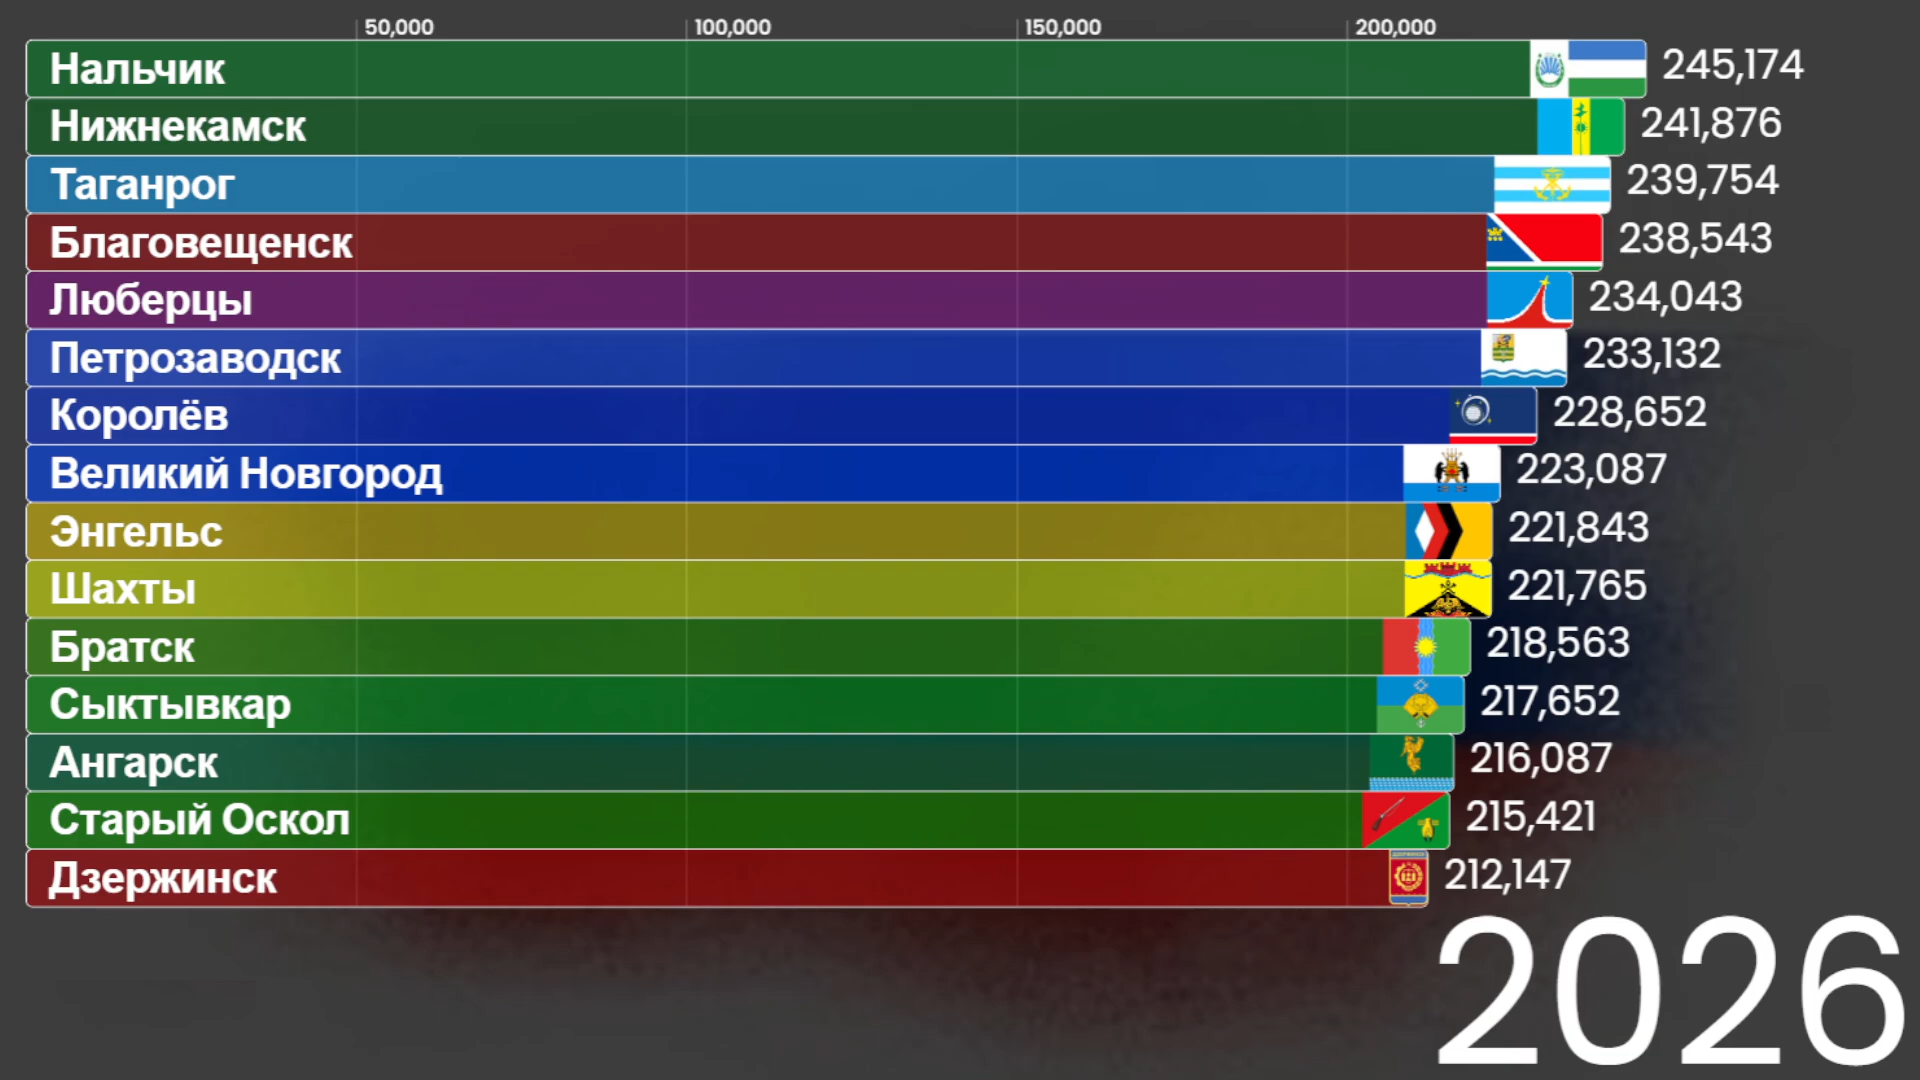 50,000 100,000 150,000 200,000
Нальчик 245,174
Нижнекамск 241,876
Таганрог 239,754
Благовещенск 238,543
Люберцы 234,043
Петрозаводск 233,132
Королёв 228,652
Великий Новгород 223,087
Энгельс 221,843
Шахты 221,765
Братск 218,563
Сыктывкар 217,652
Ангарск 216,087
Старый Оскол 215,421
Дзержинск 212,147
2026